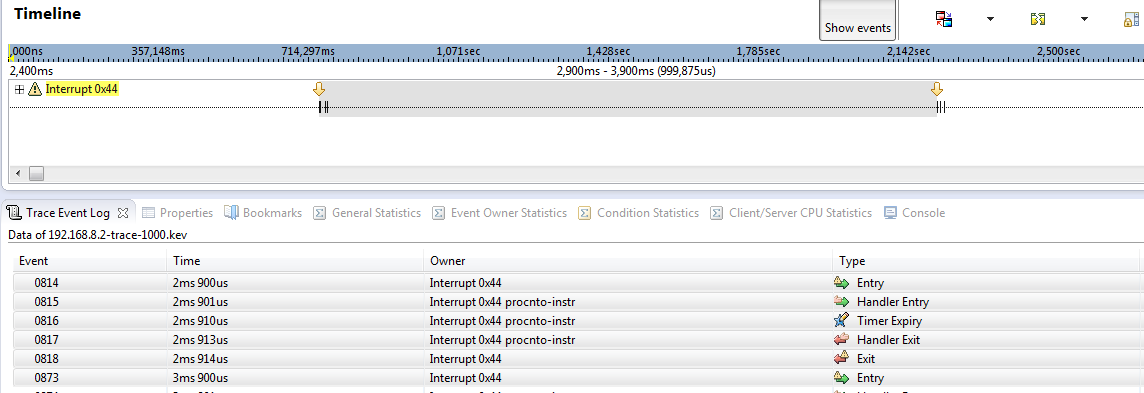 Timeline
Show events
,000ns 357,148ms 714,297ms 1,071sec 1,428sec 1,785sec 2,142sec 2,500sec
2,400ms 2,900ms - 3,900ms (999,875us)
Interrupt 0x44
Trace Event Log Properties Bookmarks General Statistics Event Owner Statistics Condition Statistics Client/Server CPU Statistics Console
Data of 192.168.8.2-trace-1000.kev
Event Time Owner Type
0814 2ms 900us Interrupt 0x44 Entry
0815 2ms 901us Interrupt 0x44 procnto-instr Handler Entry
0816 2ms 910us Interrupt 0x44 procnto-instr Timer Expiry
0817 2ms 913us Interrupt 0x44 procnto-instr Handler Exit
0818 2ms 914us Interrupt 0x44 Exit
0873 3ms 900us Interrupt 0x44 Entry